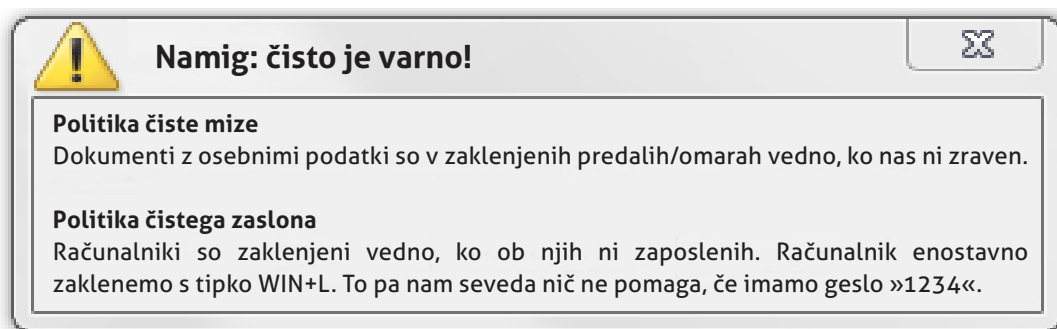 Namig: čisto je varno!
Politika čiste mize
Dokumenti z osebnimi podatki so v zaklenjenih predalih/omarah vedno, ko nas ni zraven.
Politika čistega zaslona
Računalniki so zaklenjeni vedno, ko ob njih ni zaposlenih. Računalnik enostavno
zaklenemo s tipko WIN+L. To pa nam seveda nič ne pomaga, če imamo geslo »1234«.